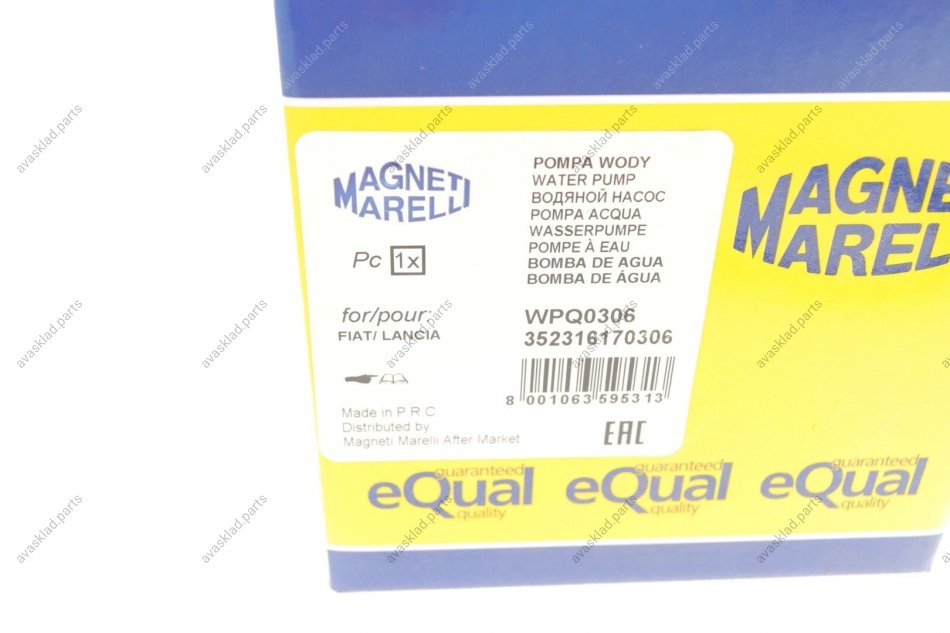 MAGNETI
MARELLI
Pc 1x
for/pour:
FIAT/ LANCIA
Made in P.R.C
Distributed by
Magneti Marelli After Market
POMPA WODY
WATER PUMP
ВОДЯНОЙ НАСОС
POMPA ACQUA
WASSERPUMPE
POMPE À EAU
BOMBA DE AGUA
BOMBA DE ÁGUA
WPQ0306
352316170306
8 001063 595313
EAC
MAGNE
MAREL
guaranteed
eQual
quality
guaranteed
eQual
quality
guaranteed
eQual
quality
avasklad.parts